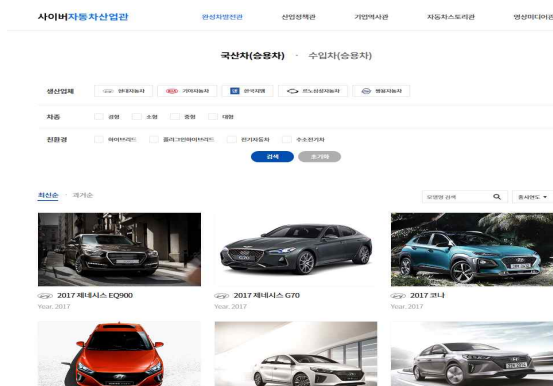 사이버자동차산업관 완성차발전관 산업정책관 기업역사관 자동차스토리관 영상미디어관
국산차(승용차) · 수입차(승용차)
생산업체 현대자동차 기아자동차 한국지엠 르노삼성자동차 쌍용자동차
차종 경형 소형 중형 대형
친환경 하이브리드 플러그인하이브리드 전기자동차 수소전기차
검색 초기화
최신순 과거순 모델명 검색 출시연도
2017 제네시스 EQ900 2017 제네시스 G70 2017 코나
Year. 2017 Year. 2017 Year. 2017